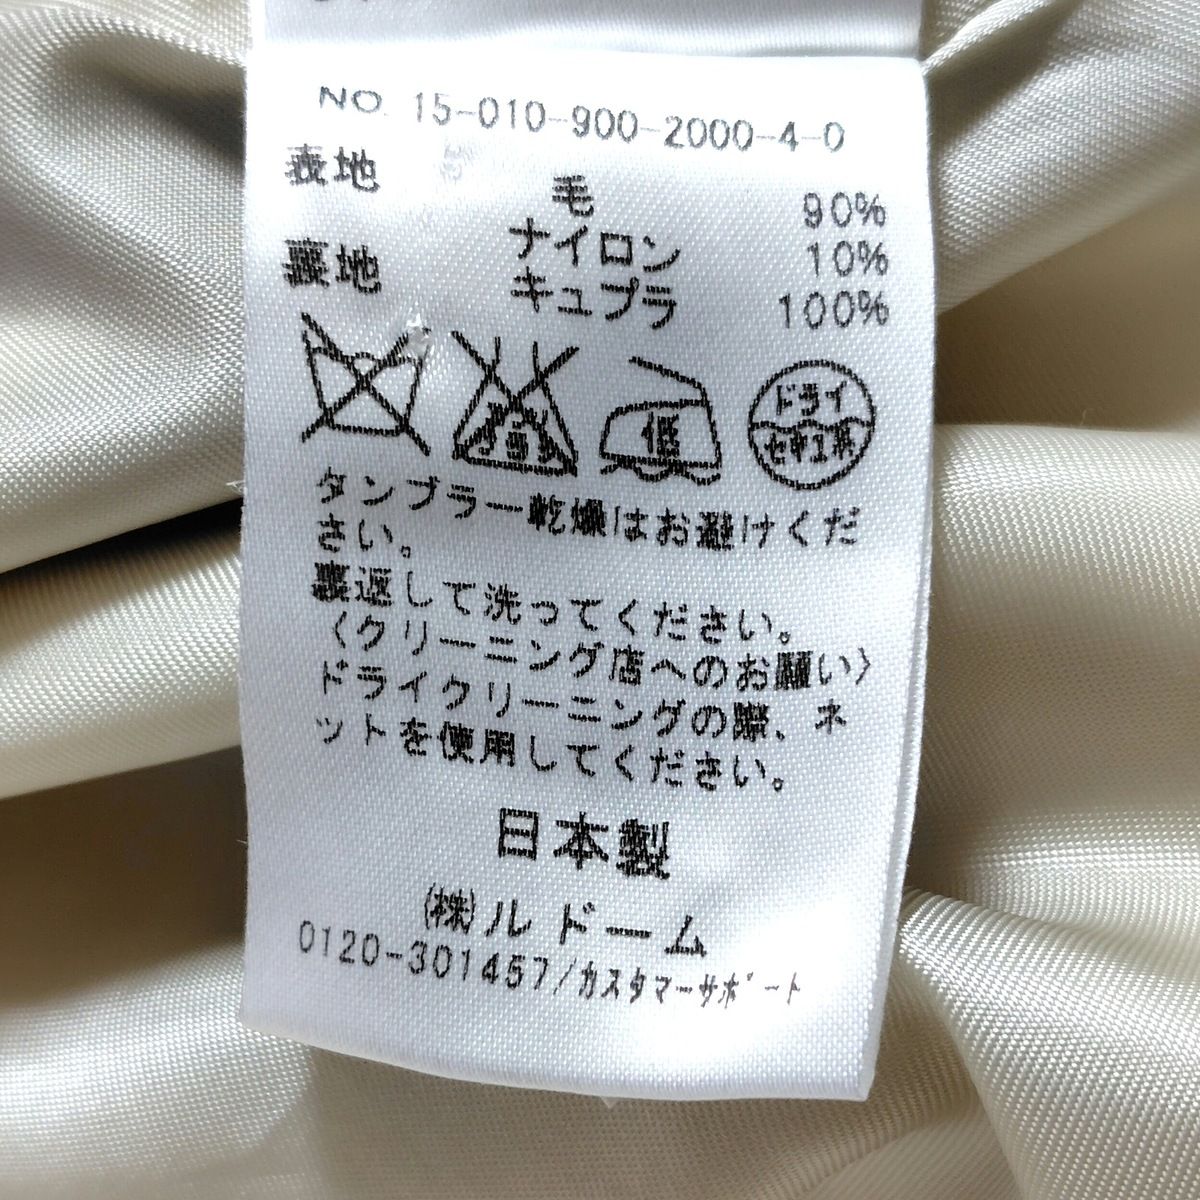 NO. 15-010-900-2000-4-0
表地
毛 90%
ナイロン 10%
裏地
キュプラ 100%
低
ドライ
セキユ系
タンブラー乾燥はお避けくだ
さい。
裏返して洗ってください。
〈クリーニング店へのお願い〉
ドライクリーニングの際、ネ
ットを使用してください。
日本製
(株)ルドーム
0120-301457/カスタマーサポート